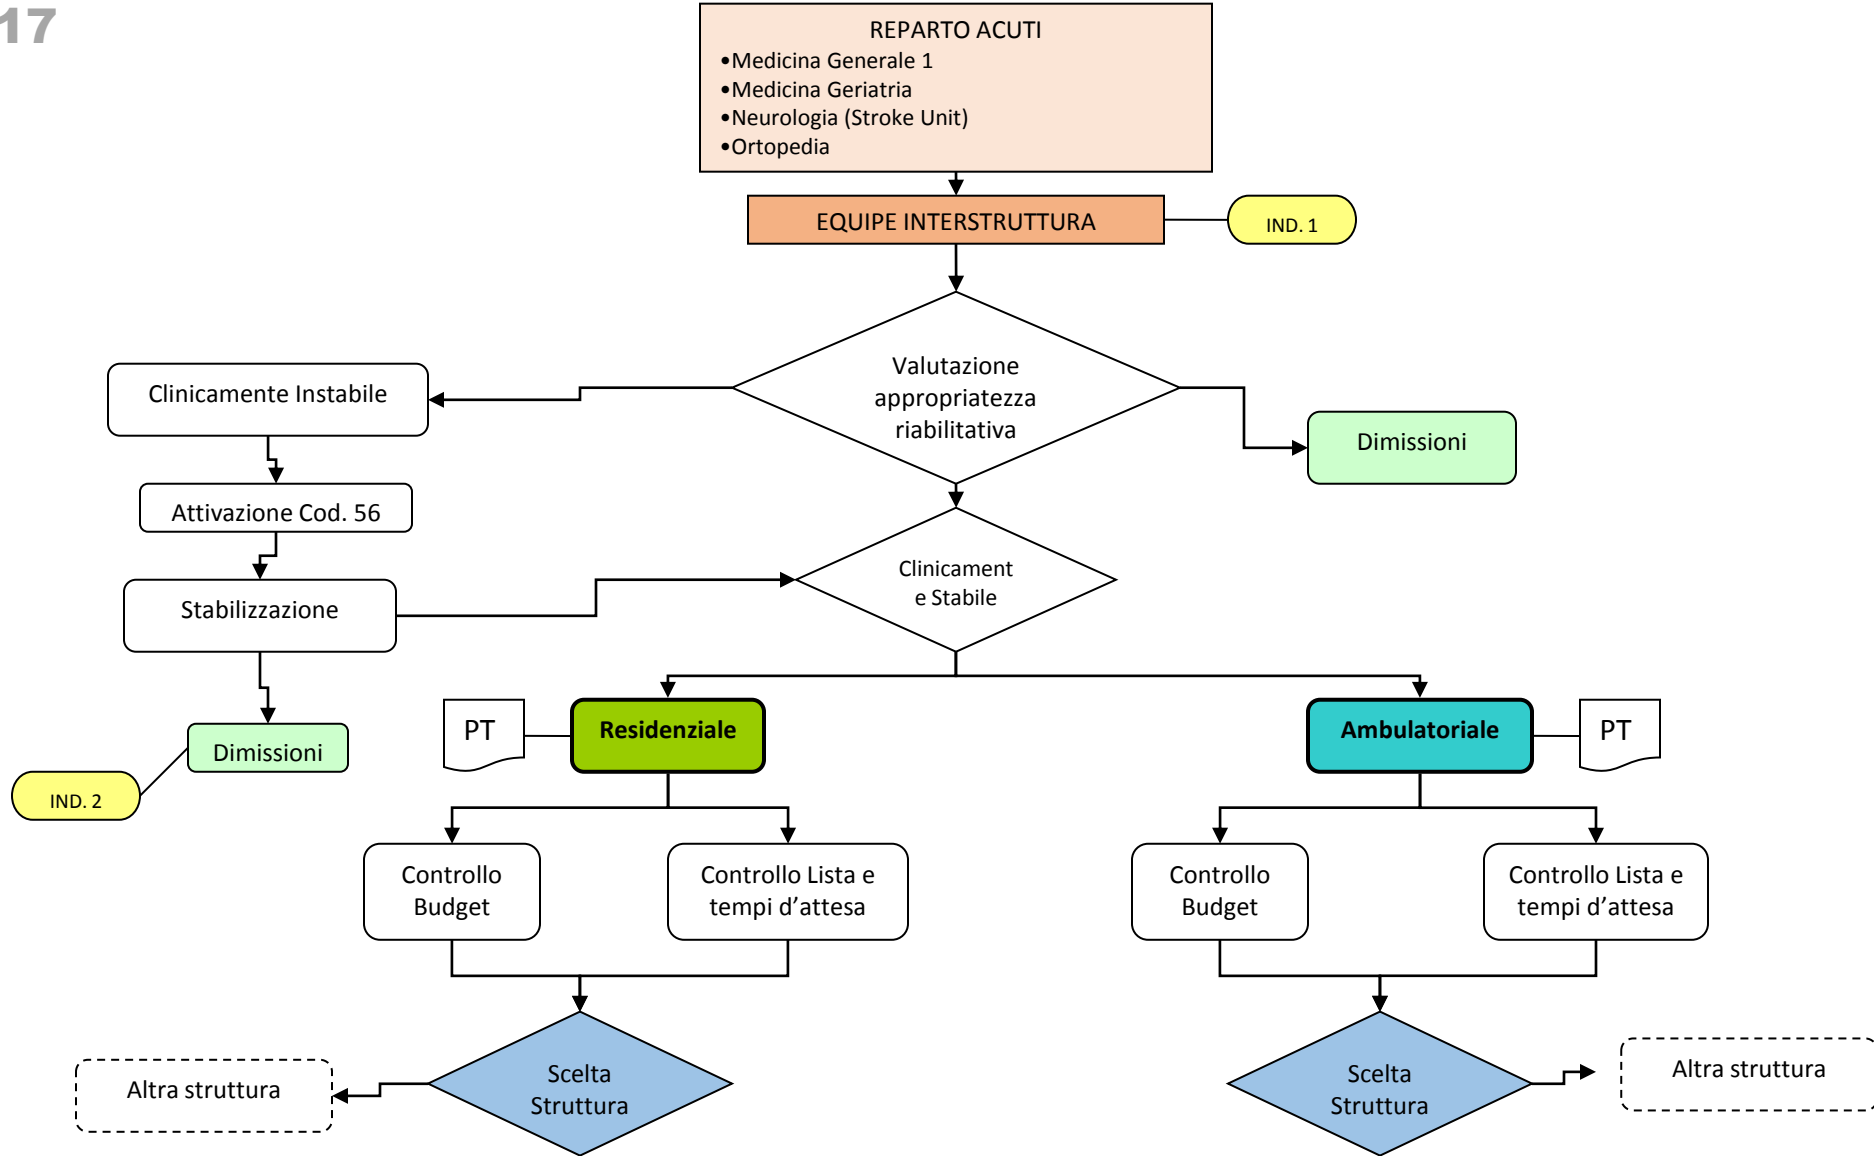 17
REPARTO ACUTI
•Medicina Generale 1
•Medicina Geriatria
•Neurologia (Stroke Unit)
•Ortopedia
EQUIPE INTERSTRUTTURA
IND. 1
Valutazione
appropriatezza
riabilitativa
Clinicamente Instabile
Dimissioni
Attivazione Cod. 56
Clinicament
e Stabile
Stabilizzazione
PT
Residenziale
Ambulatoriale
PT
Dimissioni
IND. 2
Controllo
Budget
Controllo Lista e
tempi d’attesa
Controllo
Budget
Controllo Lista e
tempi d’attesa
Altra struttura
Scelta
Struttura
Scelta
Struttura
Altra struttura